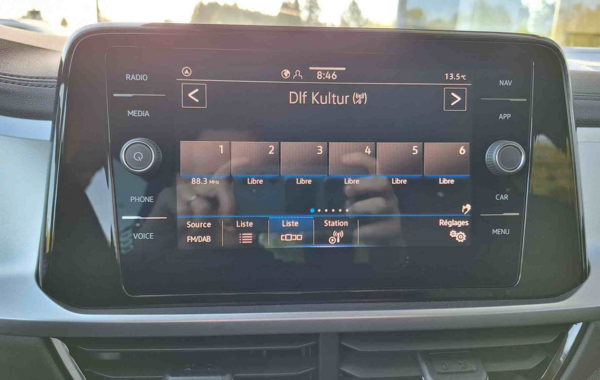 RADIO
MEDIA
PHONE
VOICE
8:46
13.5°C
Dlf Kultur
1 2 3 4 5 6
88.3 MHz Libre Libre Libre Libre Libre
Source Liste Liste Station Réglages
FM/DAB
NAV
APP
CAR
MENU